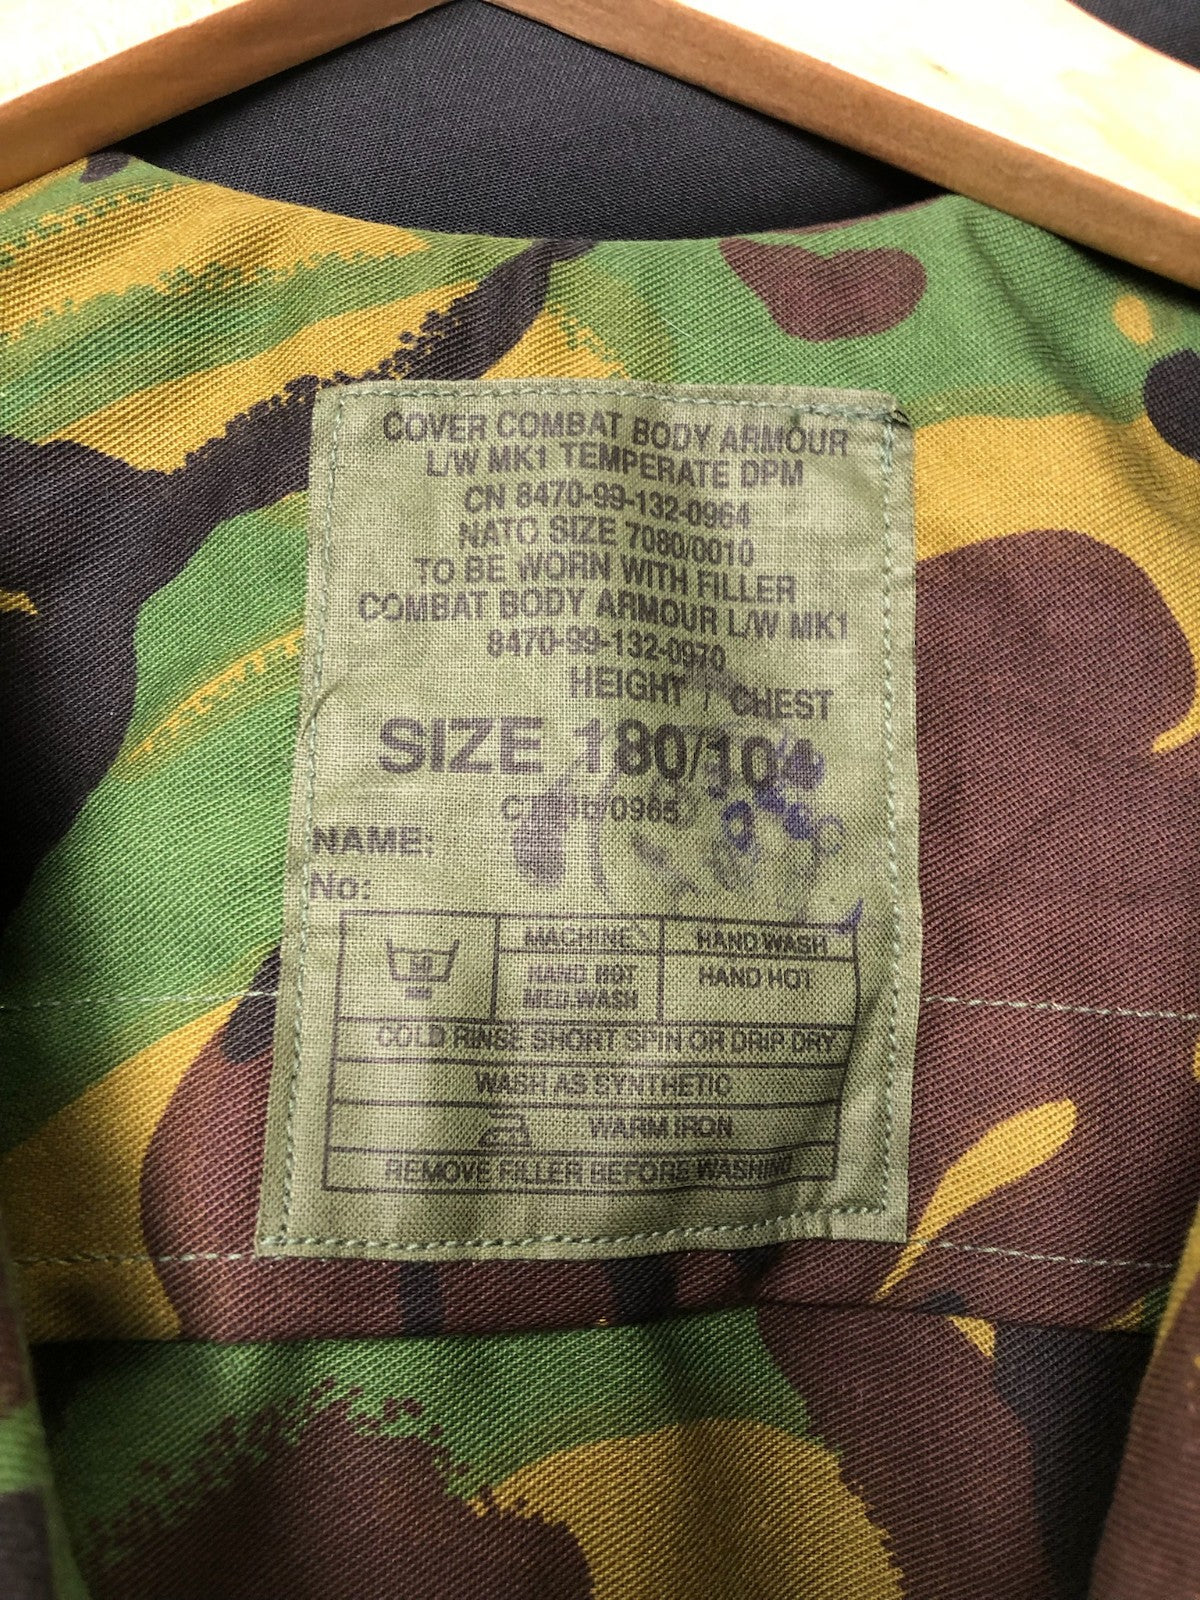 COVER COMBAT BODY ARMOUR
L/W MK1 TEMPERATE DPM
CN 8470-99-132-0964
NATO SIZE 7080/0010
TO BE WORN WITH FILLER
COMBAT BODY ARMOUR L/W MK1
8470-99-132-0970
HEIGHT / CHEST
SIZE 180/
NAME:
No:
MACHINE HAND WASH
HAND HOT HAND HOT
MED.WASH
COLD RINSE SHORT SPIN OR DRIP DRY
WASH AS SYNTHETIC
WARM IRON
REMOVE FILLER BEFORE WASHING